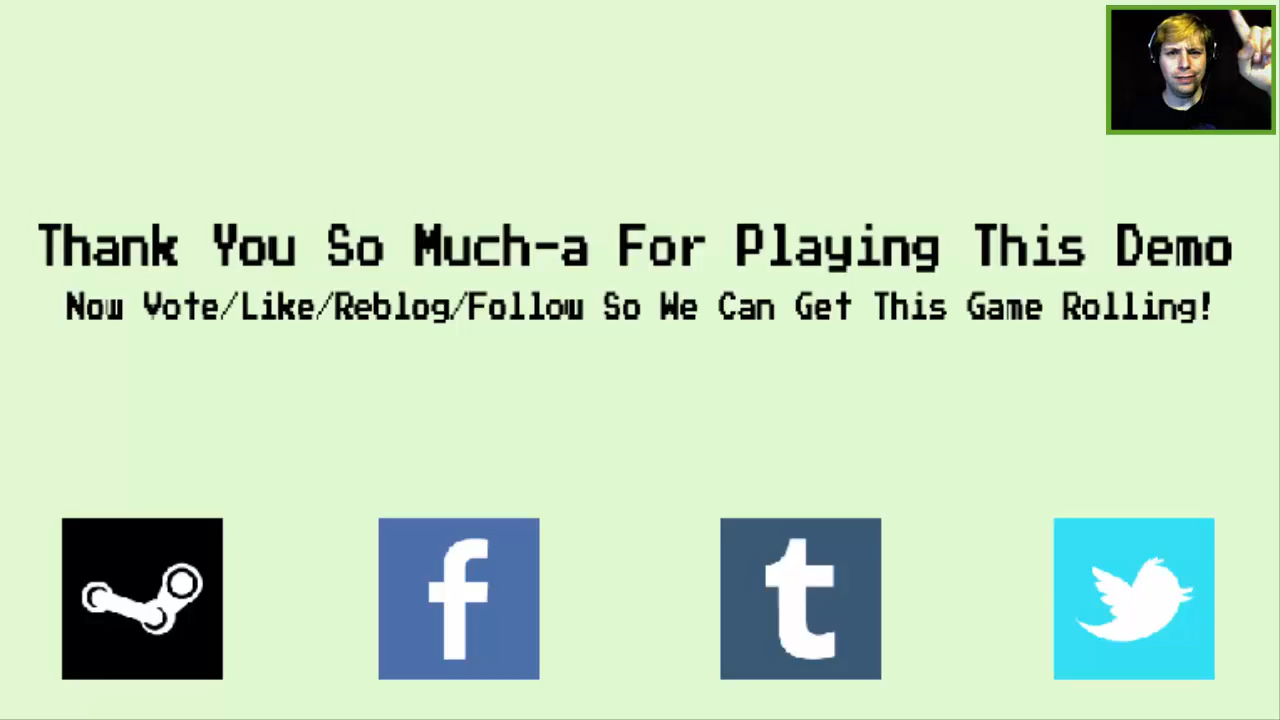 Thank You So Much-a For Playing This Demo
Now Vote/Like/Reblog/Follow So We Can Get This Game Rolling!